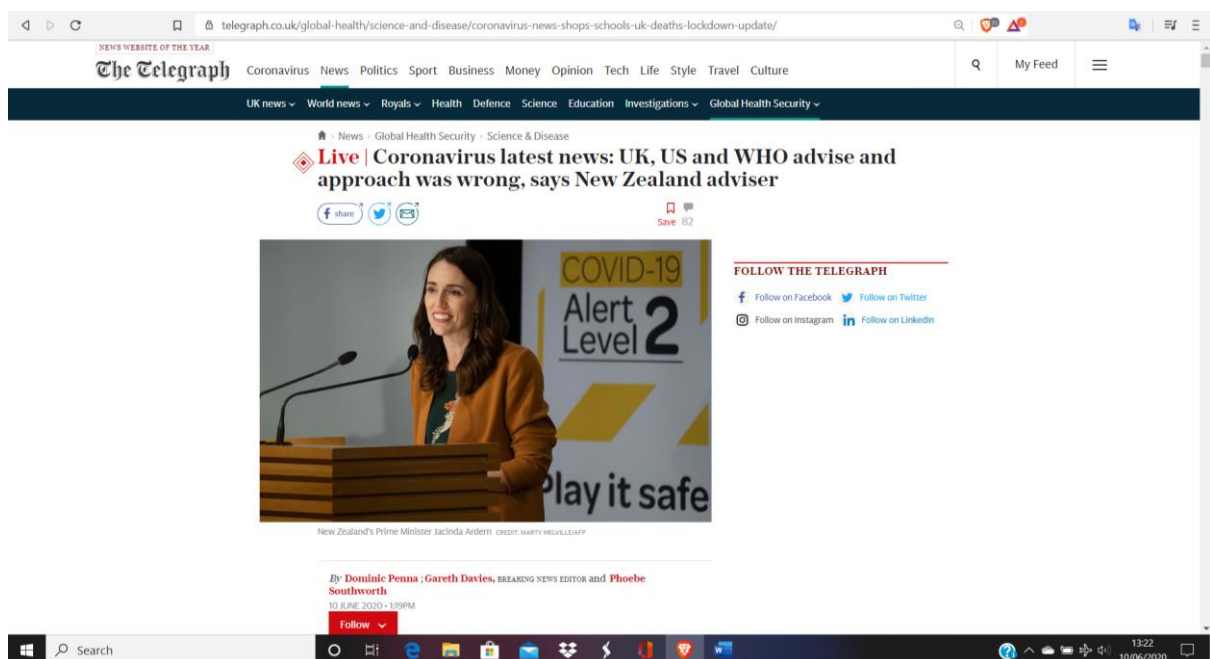 telegraph.co.uk/global-health/science-and-disease/coronavirus-news-shops-schools-uk-deaths-lockdown-update/
NEWS WEBSITE OF THE YEAR
The Telegraph
Coronavirus News Politics Sport Business Money Opinion Tech Life Style Travel Culture
My Feed
UK news World news Royals Health Defence Science Education Investigations Global Health Security
News Global Health Security Science & Disease
Live | Coronavirus latest news: UK, US and WHO advise and
approach was wrong, says New Zealand adviser
share
Save 82
COVID-19
Alert
Level 2
Play it safe
FOLLOW THE TELEGRAPH
Follow on Facebook Follow on Twitter
Follow on Instagram Follow on LinkedIn
New Zealand's Prime Minister Jacinda Ardern CREDIT: MARTY MELVILLE/AFP
By Dominic Penna ; Gareth Davies, BREAKING NEWS EDITOR and Phoebe
Southworth
10 JUNE 2020 • 1:19PM
Follow
Search
13:22
10/06/2020